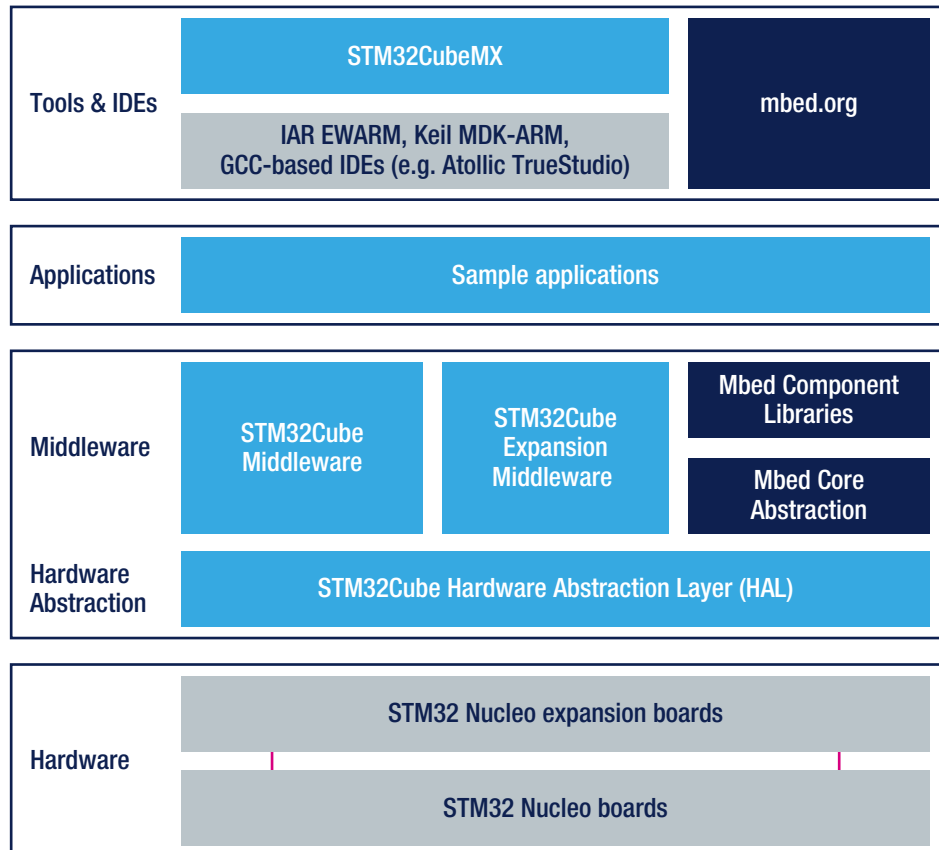 Tools & IDEs
STM32CubeMX
IAR EWARM, Keil MDK-ARM,
GCC-based IDEs (e.g. Atollic TrueStudio)
mbed.org
Applications
Sample applications
Middleware
STM32Cube
Middleware
STM32Cube
Expansion
Middleware
Mbed Component
Libraries
Mbed Core
Abstraction
Hardware
Abstraction
STM32Cube Hardware Abstraction Layer (HAL)
Hardware
STM32 Nucleo expansion boards
STM32 Nucleo boards